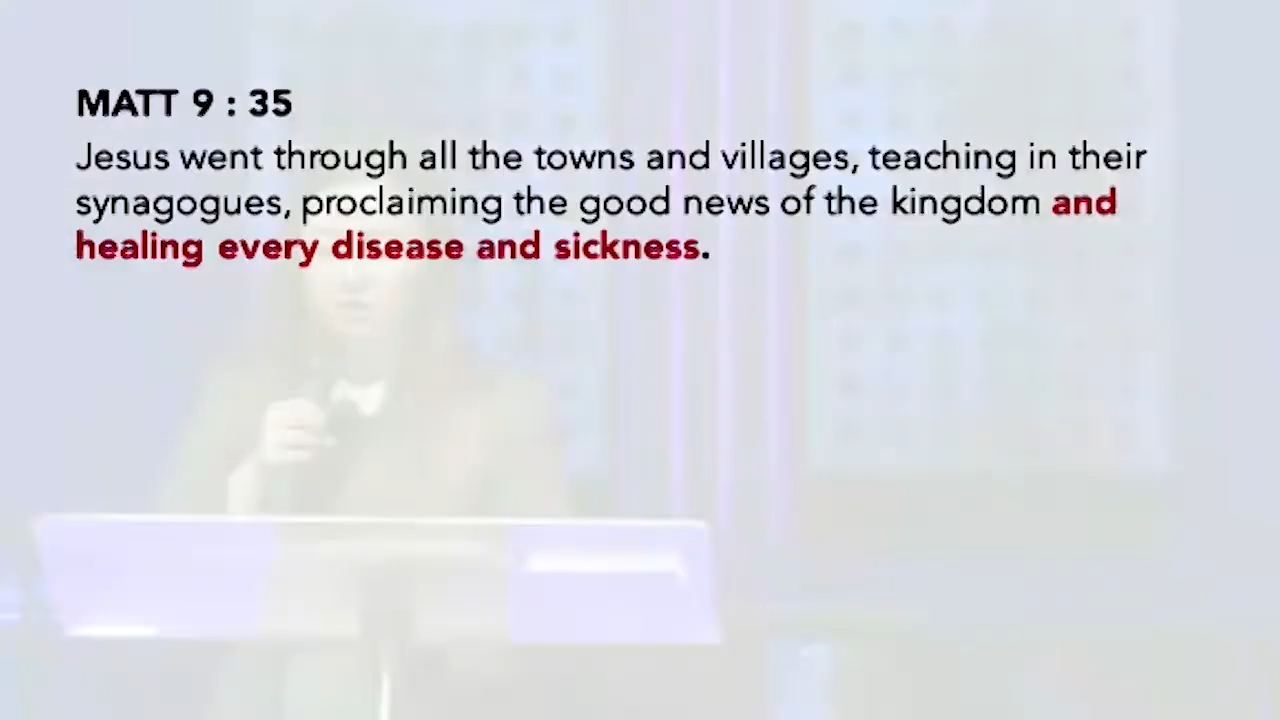 MATT 9 : 35
Jesus went through all the towns and villages, teaching in their
synagogues, proclaiming the good news of the kingdom and
healing every disease and sickness.